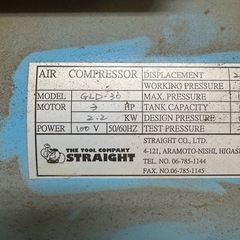 AIR COMPRESSOR DISPLACEMENT
WORKING PRESSURE
MODEL GLD-30 MAX. PRESSURE
MOTOR 3 HP TANK CAPACITY
2.2 KW DESIGN PRESSURE
POWER 100 V 50/60HZ TEST PRESSURE
THE TOOL COMPANY
STRAIGHT
STRAIGHT CO., LTD.
4-121, ARAMOTO-NISHI, HIGAS
TEL NO. 06-785-1144
FAX. NO. 06-785-1145